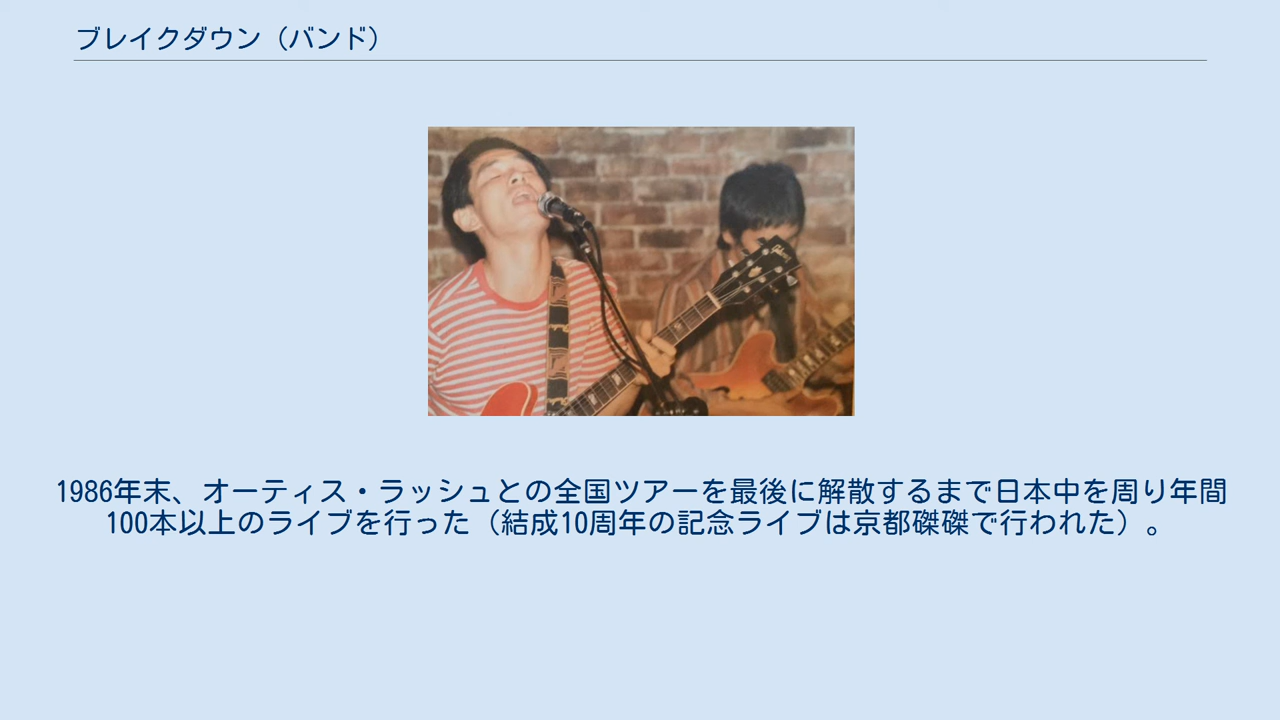 ブレイクダウン（バンド）
1986年末、オーティス・ラッシュとの全国ツアーを最後に解散するまで日本中を周り年間
100本以上のライブを行った（結成10周年の記念ライブは京都磔磔で行われた）。